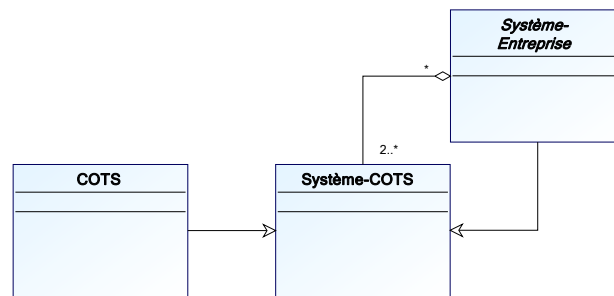 Système-
Entreprise
*
2..*
COTS
Système-COTS